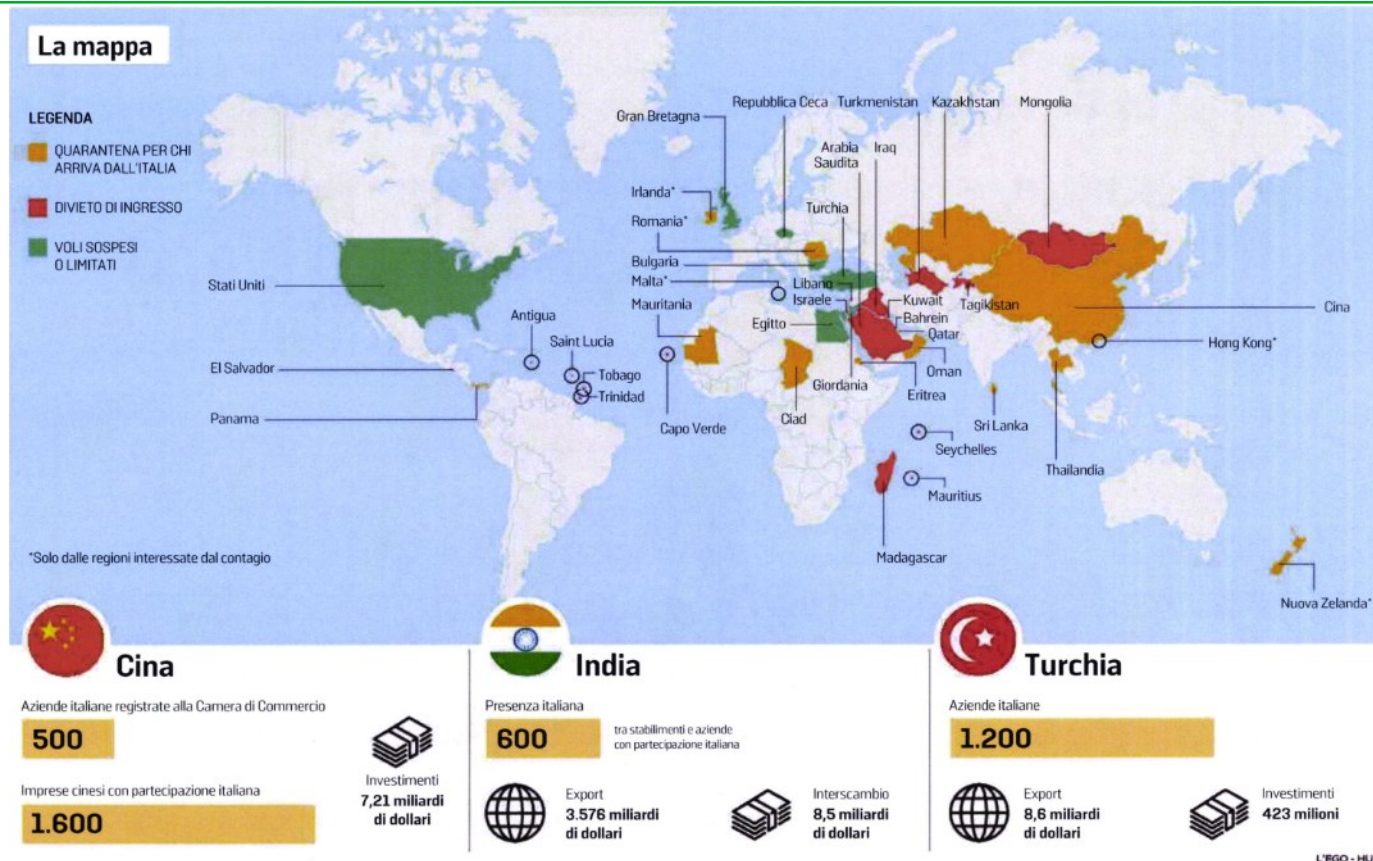 La mappa
LEGENDA
QUARANTENA PER CHI
ARRIVA DALL'ITALIA
DIVIETO DI INGRESSO
VOLI SOSPESI
O LIMITATI
Repubblica Ceca
Turkmenistan
Kazakhstan
Mongolia
Gran Bretagna
Arabia
Saudita
Iraq
Irlanda*
Turchia
Romania*
Bulgaria
Malta*
Libano
Israele
Kuwait
Tagikistan
Stati Uniti
Mauritania
Bahrein
Cina
Antigua
Egitto
Qatar
Saint Lucia
Hong Kong*
El Salvador
Tobago
Oman
Trinidad
Giordania
Eritrea
Panama
Capo Verde
Ciad
Sri Lanka
Seychelles
Thailandia
Mauritius
Madagascar
*Solo dalle regioni interessate dal contagio
Nuova Zelanda*
Cina
Aziende italiane registrate alla Camera di Commercio
500
Imprese cinesi con partecipazione italiana
1.600
Investimenti
7,21 miliardi
di dollari
India
Presenza italiana
600
tra stabilimenti e aziende
con partecipazione italiana
Export
3.576 miliardi
di dollari
Interscambio
8,5 miliardi
di dollari
Turchia
Aziende italiane
1.200
Export
8,6 miliardi
di dollari
Investimenti
423 milioni
L'EGO - HUB